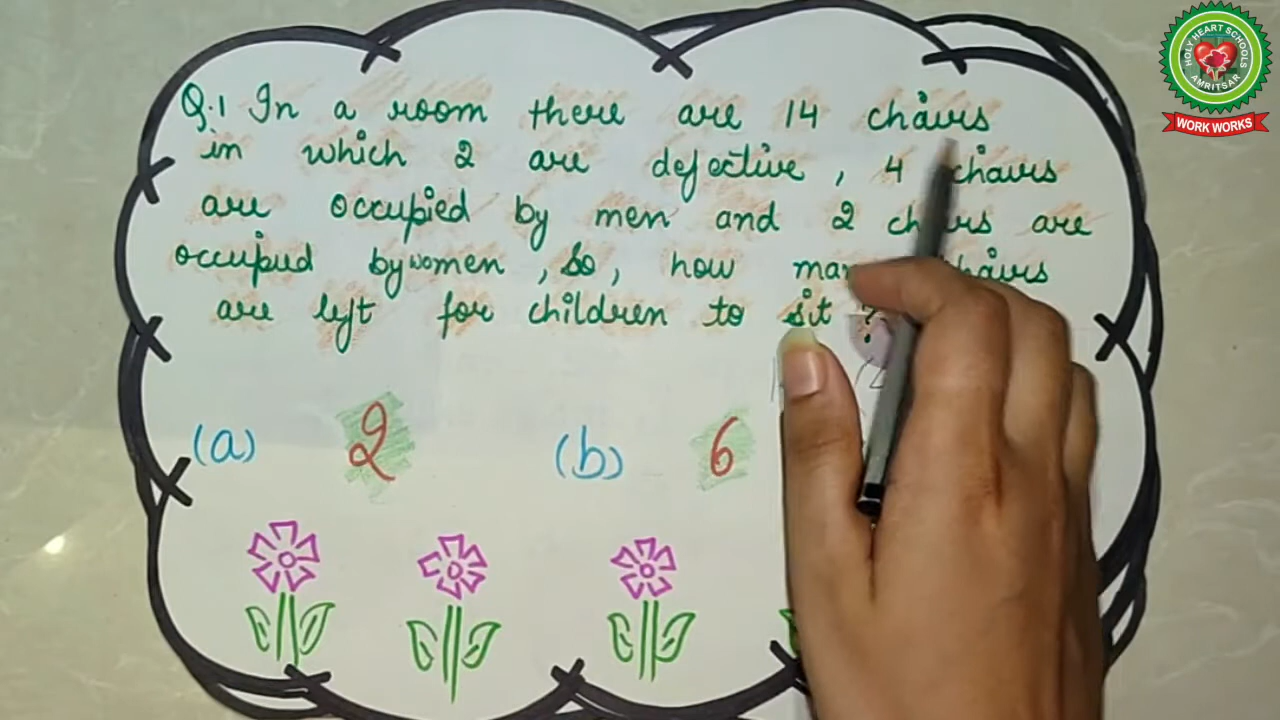 Q.1 In a room there are 14 chairs
in which 2 are defective, 4 chairs
are occupied by men and 2 chairs are
occupied by women, so, how chairs
are left for children to sit ?
(a) 2 (b) 6
HOLY HEART SCHOOLS
AMRITSAR
WORK WORKS